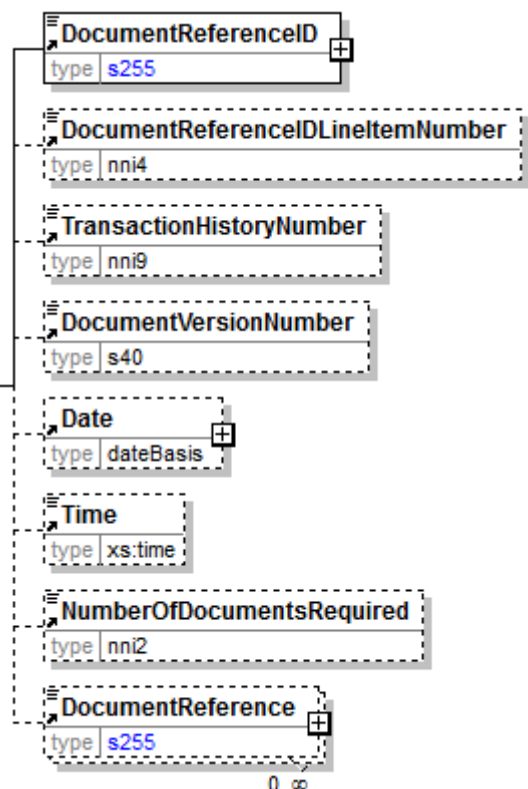 DocumentReferenceID
type s255
DocumentReferenceIDLineItemNumber
type nni4
TransactionHistoryNumber
type nni9
DocumentVersionNumber
type s40
Date
type dateBasis
Time
type xs:time
NumberOfDocumentsRequired
type nni2
DocumentReference
type s255
0 ∞